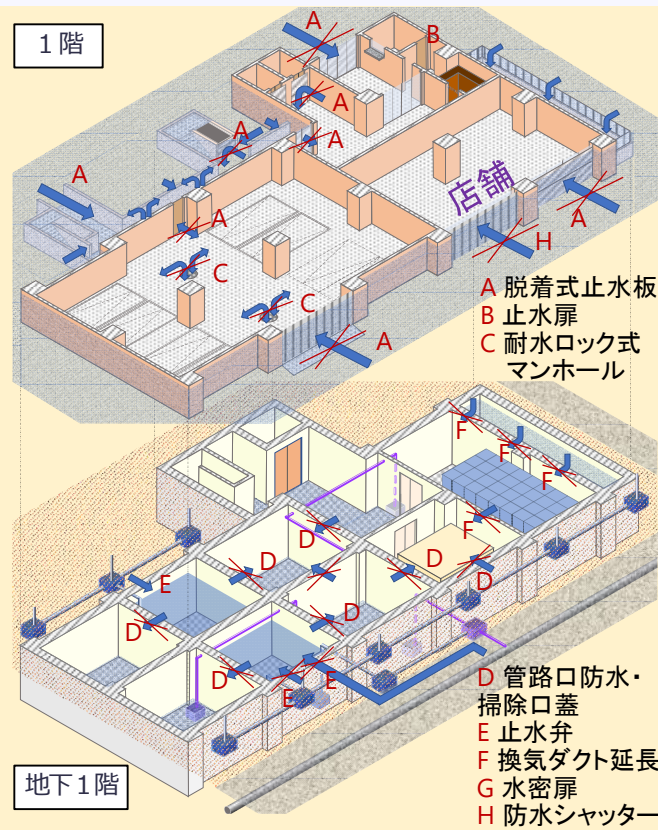 1階
A
B
A
A
A
A
A
C
店舗
A
H
C
A
A 脱着式止水板
B 止水扉
C 耐水ロック式
マンホール
F
F
F
F
D
D
D
D
E
D
D
D
D
E
E
D 管路口防水・
掃除口蓋
E 止水弁
F 換気ダクト延長
G 水密扉
H 防水シャッター
地下1階